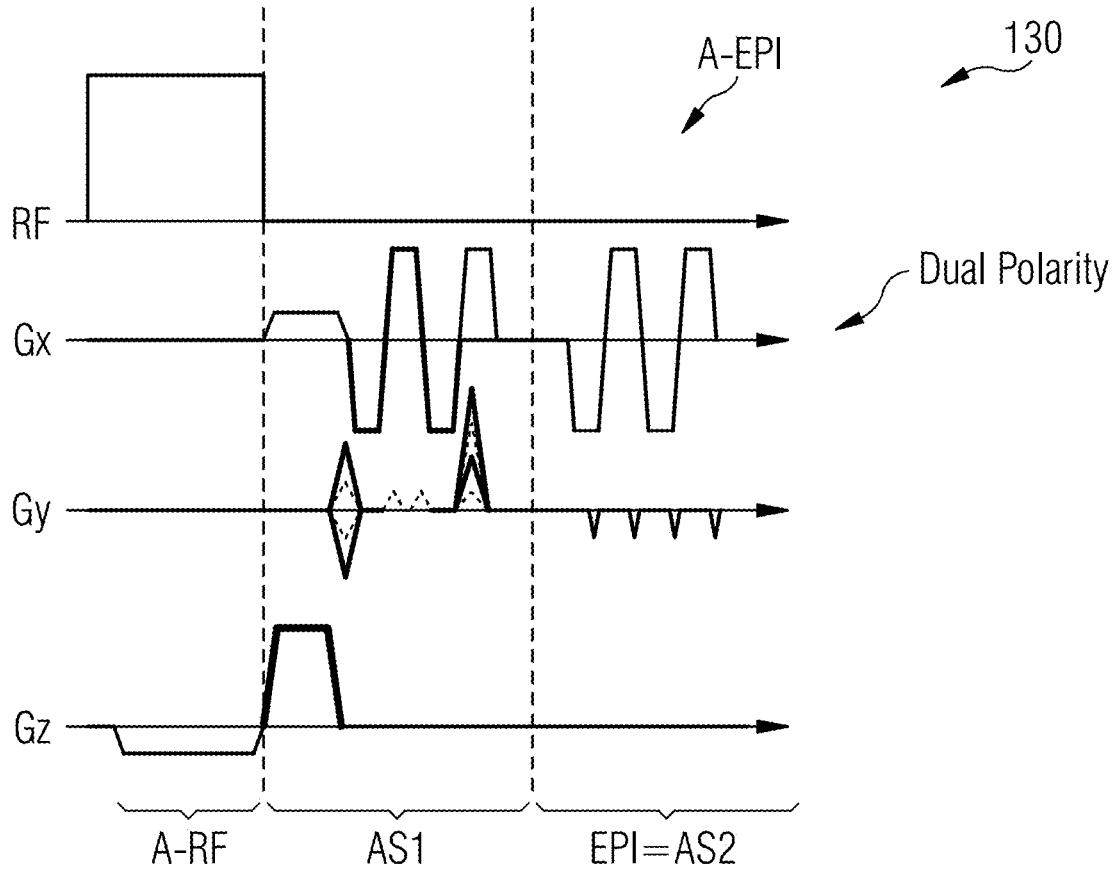 130
A-EPI
RF
Dual Polarity
Gx
Gy
Gz
A-RF
AS1
EPI=AS2